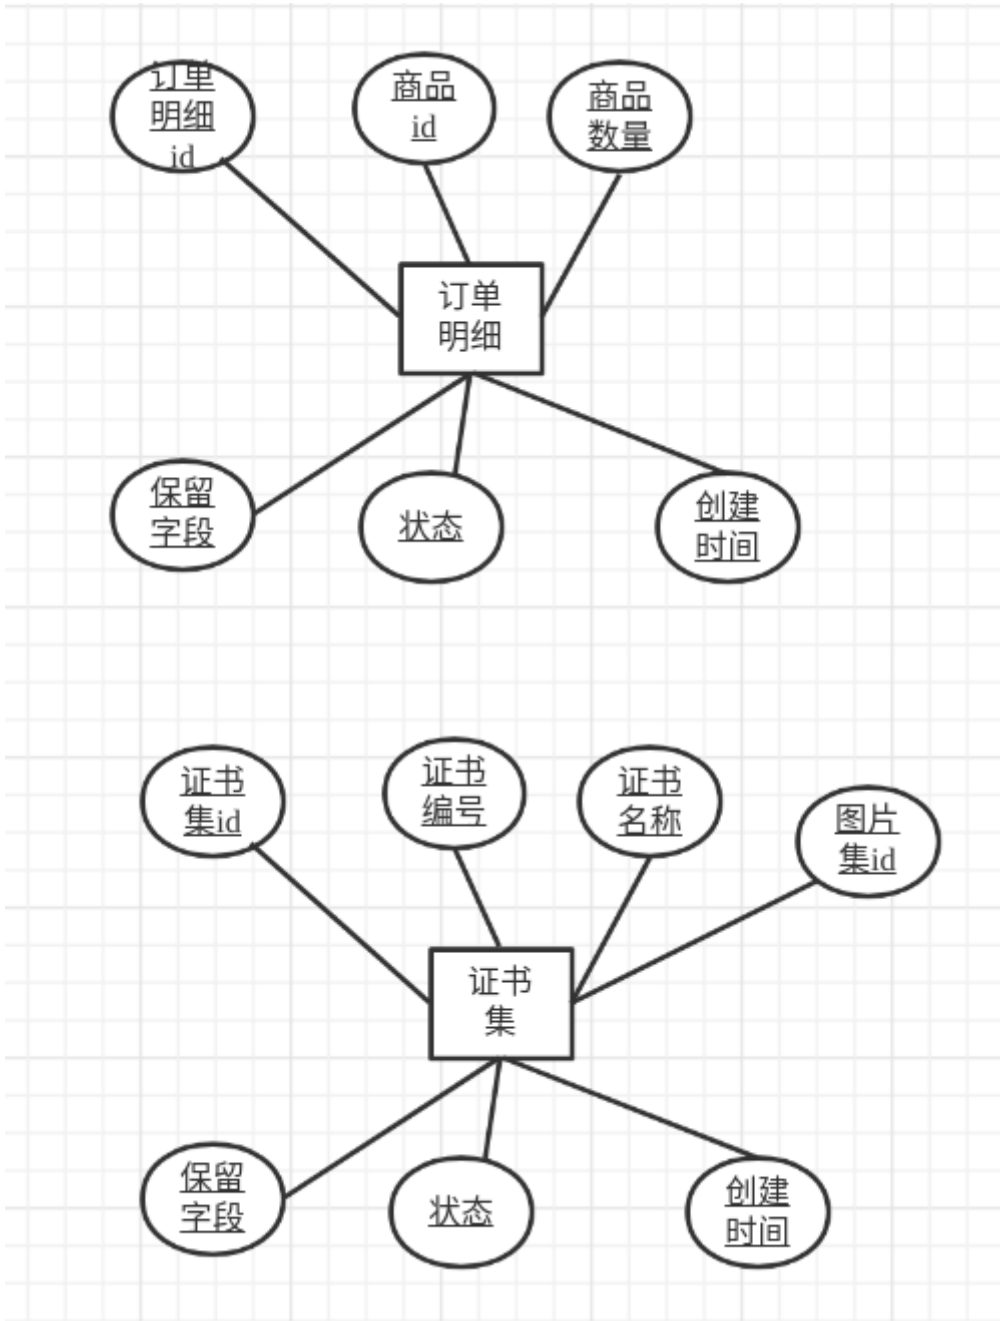 订单
明细
id
商品
id
商品
数量
订单
明细
保留
字段
状态
创建
时间
证书
集id
证书
编号
证书
名称
图片
集id
证书
集
保留
字段
状态
创建
时间